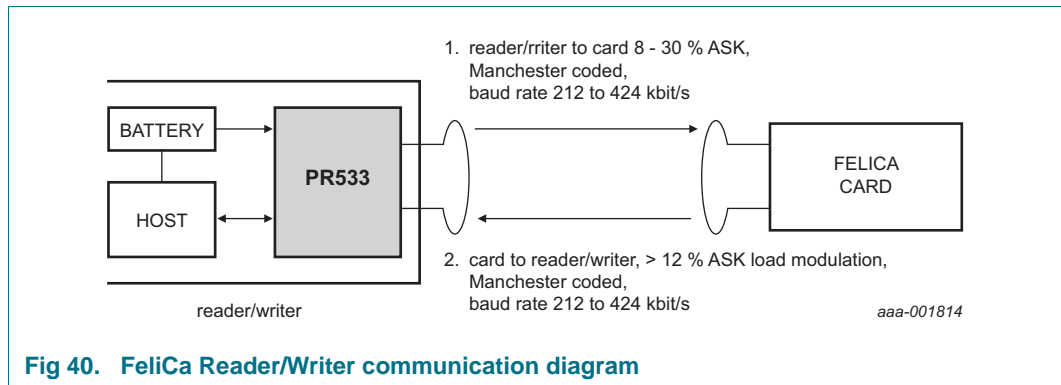 1. reader/rriter to card 8 - 30 % ASK,
Manchester coded,
baud rate 212 to 424 kbit/s
BATTERY
HOST
PR533
FELICA
CARD
2. card to reader/writer, > 12 % ASK load modulation,
Manchester coded,
baud rate 212 to 424 kbit/s
reader/writer
aaa-001814
Fig 40. FeliCa Reader/Writer communication diagram